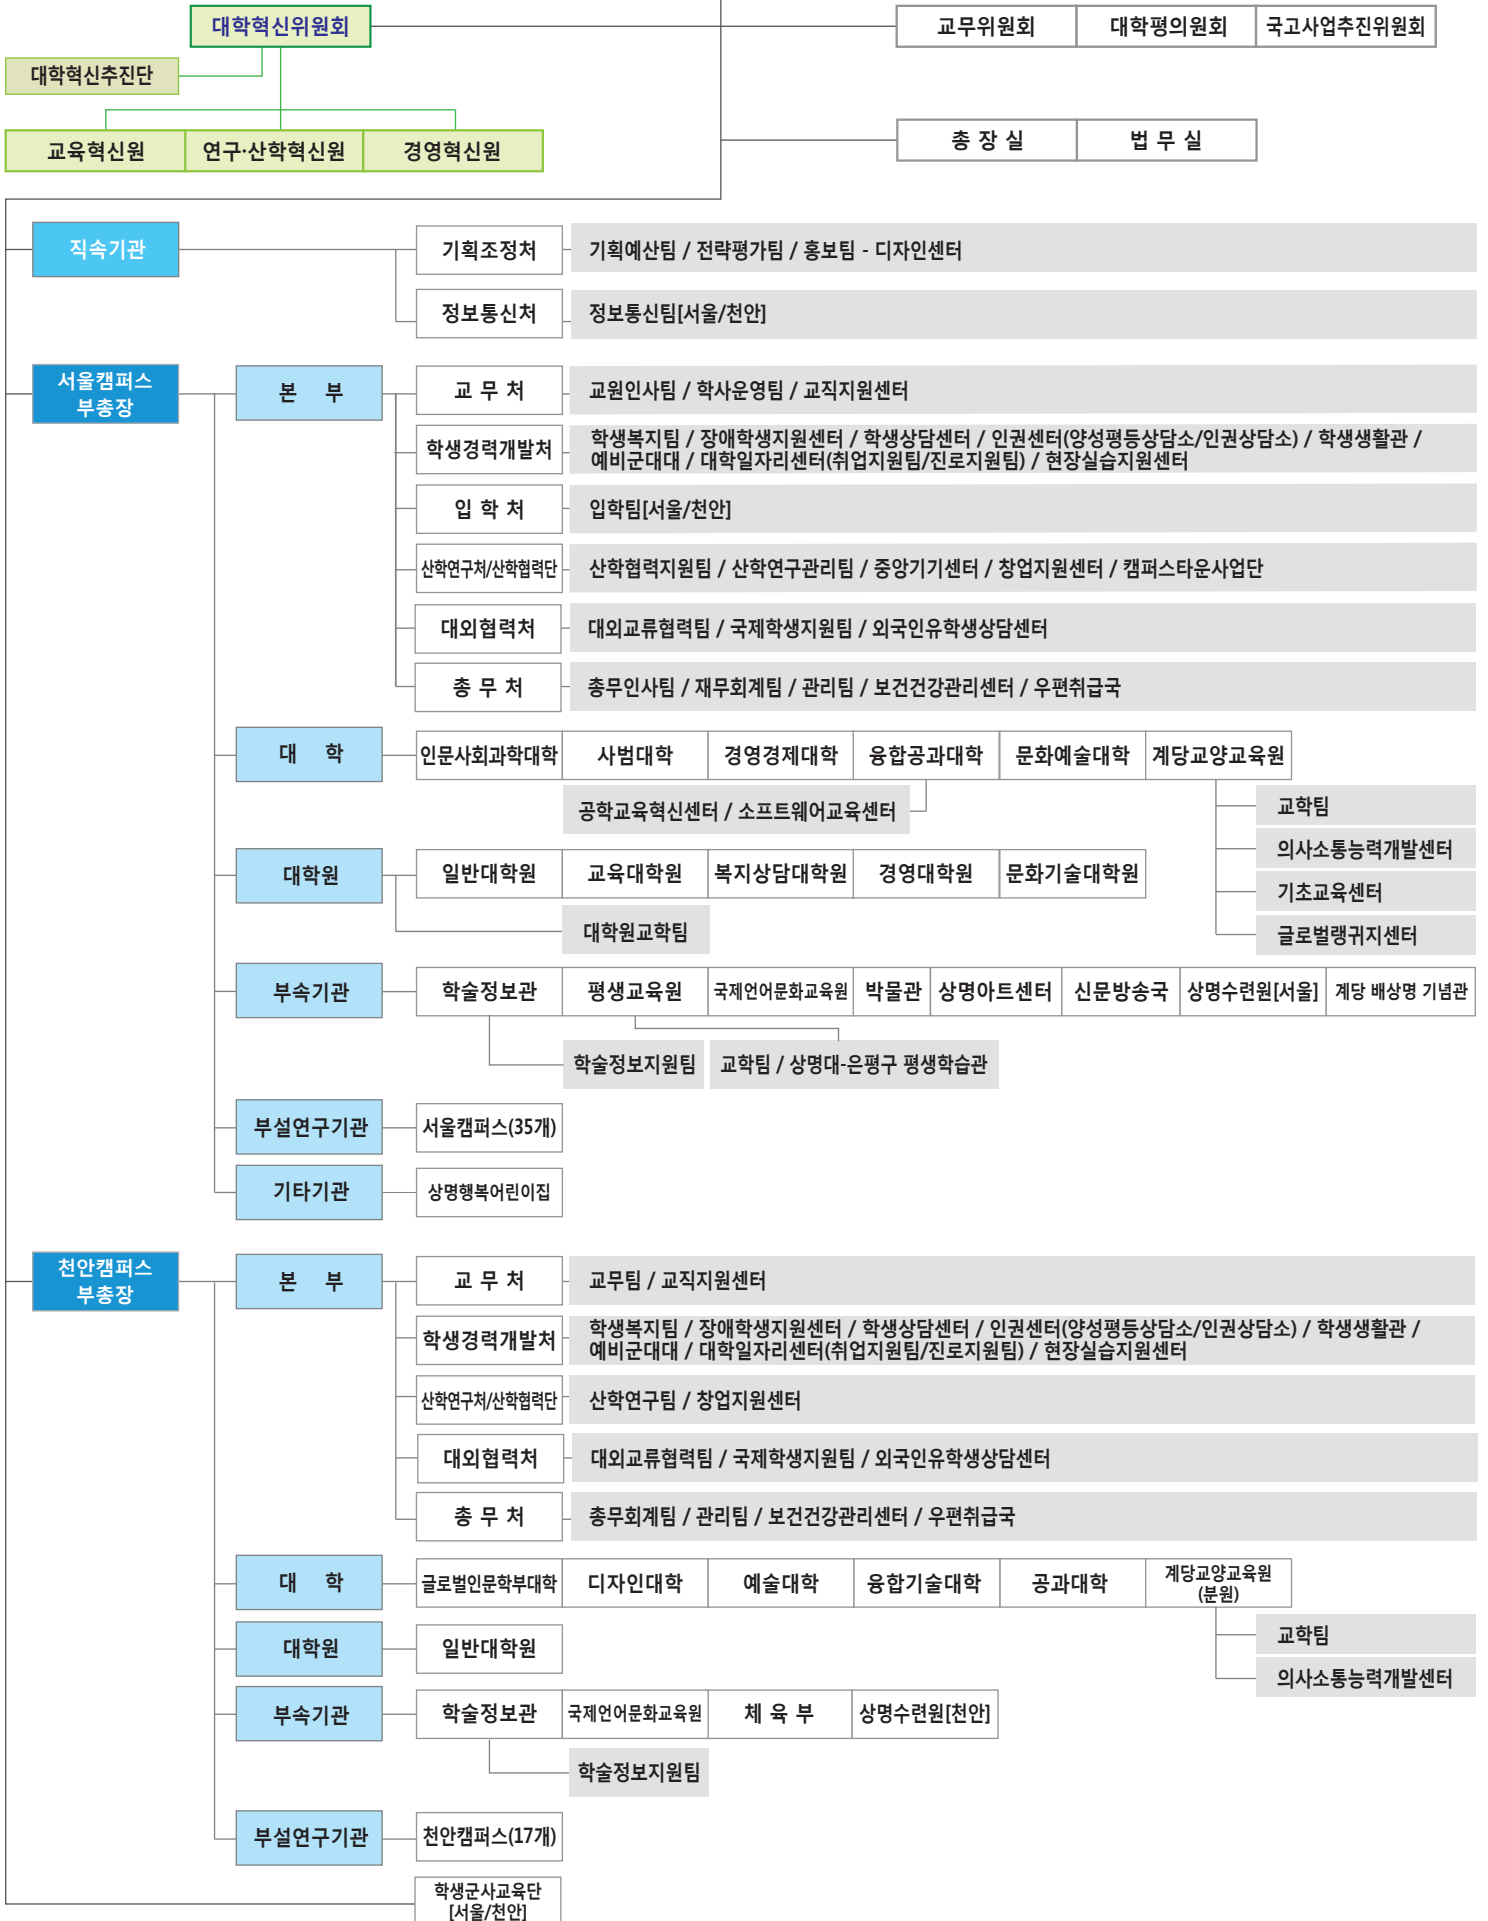 대학혁신위원회
교무위원회
대학평의원회
국고사업추진위원회
대학혁신추진단
교육혁신원
연구·산학혁신원
경영혁신원
총 장 실
법 무 실
직속기관
기획조정처
기획예산팀 / 전략평가팀 / 홍보팀 - 디자인센터
정보통신처
정보통신팀[서울/천안]
서울캠퍼스
부총장
본 부
교 무 처
교원인사팀 / 학사운영팀 / 교직지원센터
학생경력개발처
학생복지팀 / 장애학생지원센터 / 학생상담센터 / 인권센터(양성평등상담소/인권상담소) / 학생생활관 /
예비군대대 / 대학일자리센터(취업지원팀/진로지원팀) / 현장실습지원센터
입 학 처
입학팀[서울/천안]
산학연구처/산학협력단
산학협력지원팀 / 산학연구관리팀 / 중앙기기센터 / 창업지원센터 / 캠퍼스타운사업단
대외협력처
대외교류협력팀 / 국제학생지원팀 / 외국인유학생상담센터
총 무 처
총무인사팀 / 재무회계팀 / 관리팀 / 보건건강관리센터 / 우편취급국
대 학
인문사회과학대학
사범대학
경영경제대학
융합공과대학
문화예술대학
계당교양교육원
공학교육혁신센터 / 소프트웨어교육센터
교학팀
의사소통능력개발센터
기초교육센터
글로벌랭귀지센터
대학원
일반대학원
교육대학원
복지상담대학원
경영대학원
문화기술대학원
대학원교학팀
부속기관
학술정보관
평생교육원
국제언어문화교육원
박물관
상명아트센터
신문방송국
상명수련원[서울]
계당 배상명 기념관
학술정보지원팀
교학팀 / 상명대-은평구 평생학습관
부설연구기관
서울캠퍼스(35개)
기타기관
상명행복어린이집
천안캠퍼스
부총장
본 부
교 무 처
교무팀 / 교직지원센터
학생경력개발처
학생복지팀 / 장애학생지원센터 / 학생상담센터 / 인권센터(양성평등상담소/인권상담소) / 학생생활관 /
예비군대대 / 대학일자리센터(취업지원팀/진로지원팀) / 현장실습지원센터
산학연구처/산학협력단
산학연구팀 / 창업지원센터
대외협력처
대외교류협력팀 / 국제학생지원팀 / 외국인유학생상담센터
총 무 처
총무회계팀 / 관리팀 / 보건건강관리센터 / 우편취급국
대 학
글로벌인문학부대학
디자인대학
예술대학
융합기술대학
공과대학
계당교양교육원
(분원)
교학팀
의사소통능력개발센터
대학원
일반대학원
부속기관
학술정보관
국제언어문화교육원
체 육 부
상명수련원[천안]
학술정보지원팀
부설연구기관
천안캠퍼스(17개)
학생군사교육단
[서울/천안]